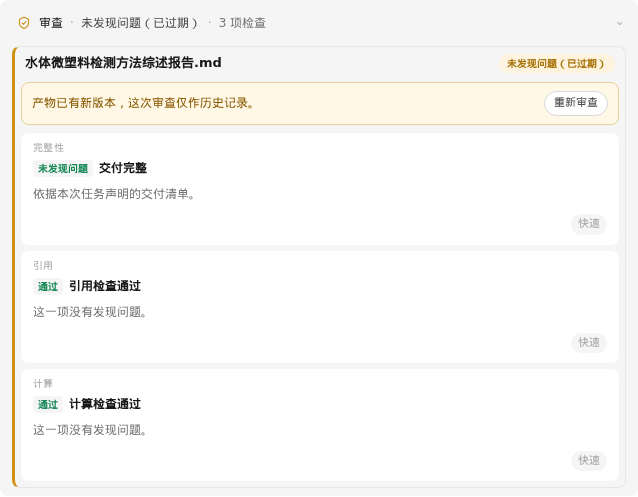 审查 · 未发现问题（已过期） · 3 项检查
水体微塑料检测方法综述报告.md
未发现问题（已过期）
产物已有新版本，这次审查仅作历史记录。
重新审查
完整性
未发现问题 交付完整
依据本次任务声明的交付清单。
快速
引用
通过 引用检查通过
这一项没有发现问题。
快速
计算
通过 计算检查通过
这一项没有发现问题。
快速